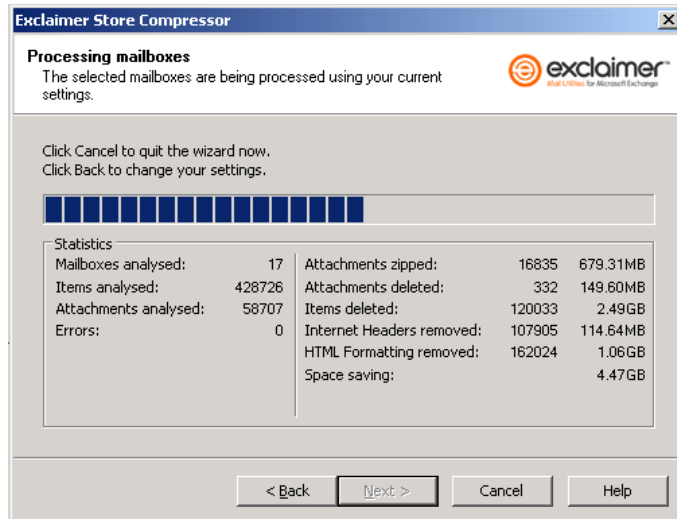 Exclaimer Store Compressor
Processing mailboxes
The selected mailboxes are being processed using your current
settings.
exclaimer™
Mail Utilities for Microsoft Exchange
Click Cancel to quit the wizard now.
Click Back to change your settings.
Statistics
Mailboxes analysed: 17
Items analysed: 428726
Attachments analysed: 58707
Errors: 0
Attachments zipped: 16835 679.31MB
Attachments deleted: 332 149.60MB
Items deleted: 120033 2.49GB
Internet Headers removed: 107905 114.64MB
HTML Formatting removed: 162024 1.06GB
Space saving: 4.47GB
< Back
Next >
Cancel
Help